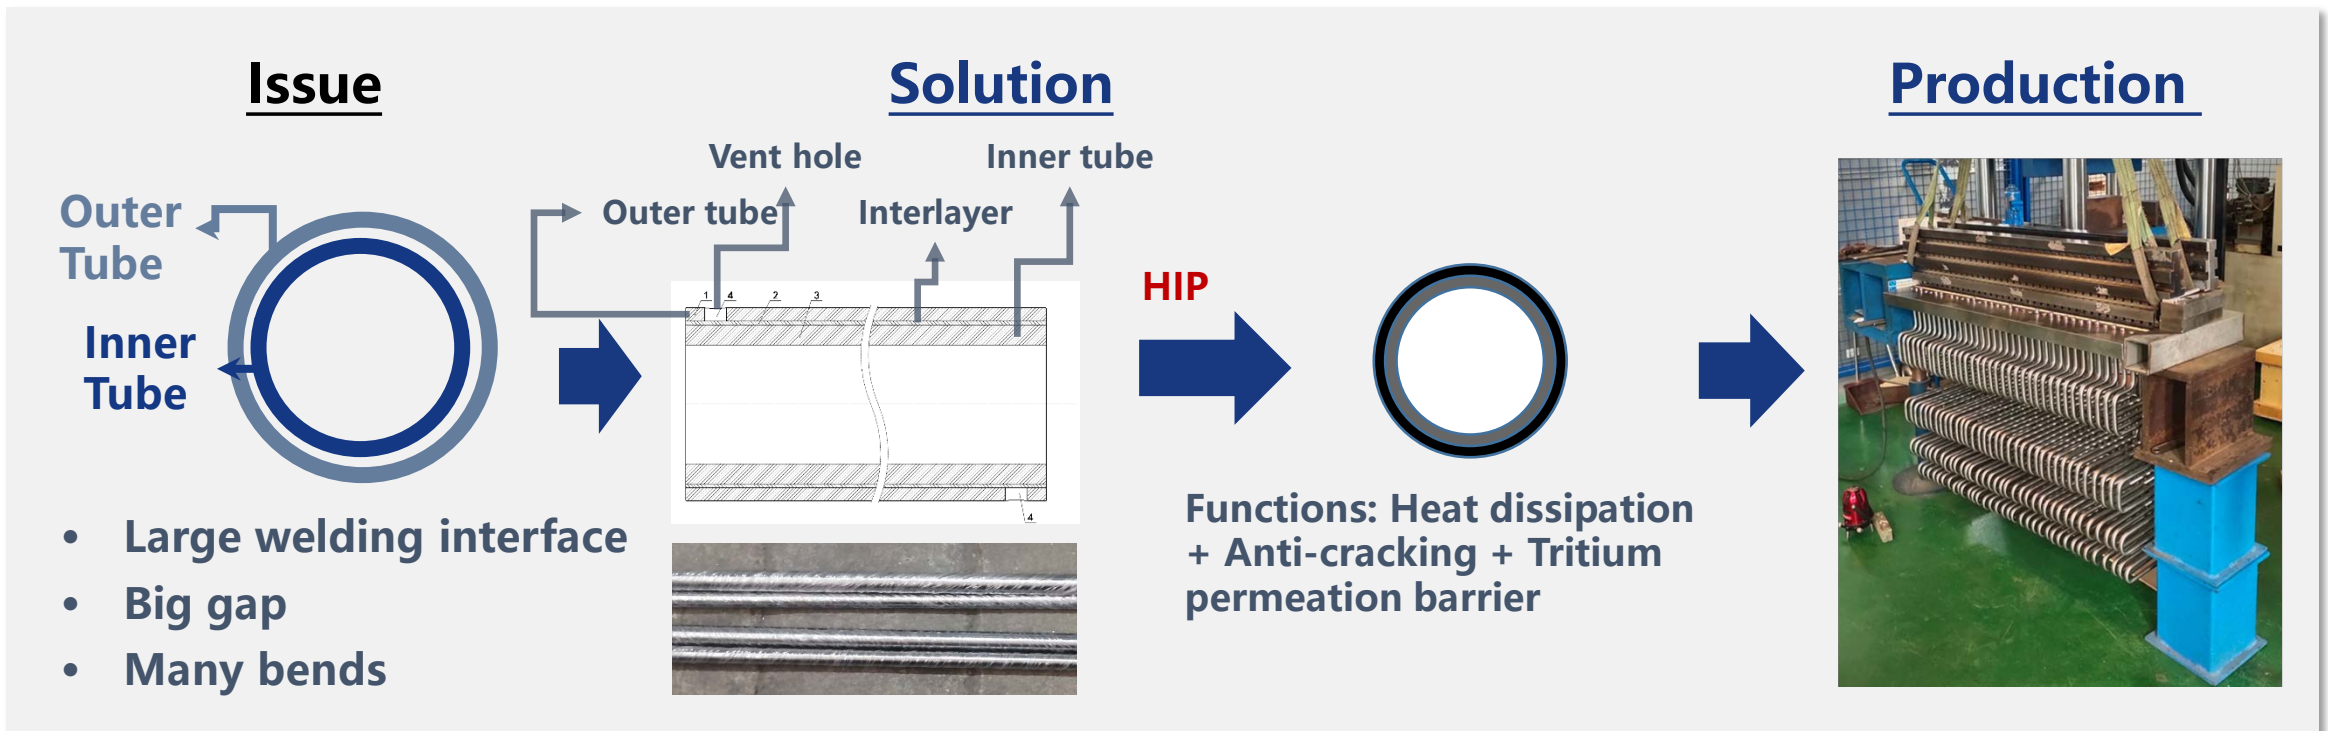 Issue
Solution
Production
Outer
Tube
Inner
Tube
• Large welding interface
• Big gap
• Many bends
Vent hole
Inner tube
Outer tube
Interlayer
1
4
2
3
4
HIP
Functions: Heat dissipation
+ Anti-cracking + Tritium
permeation barrier